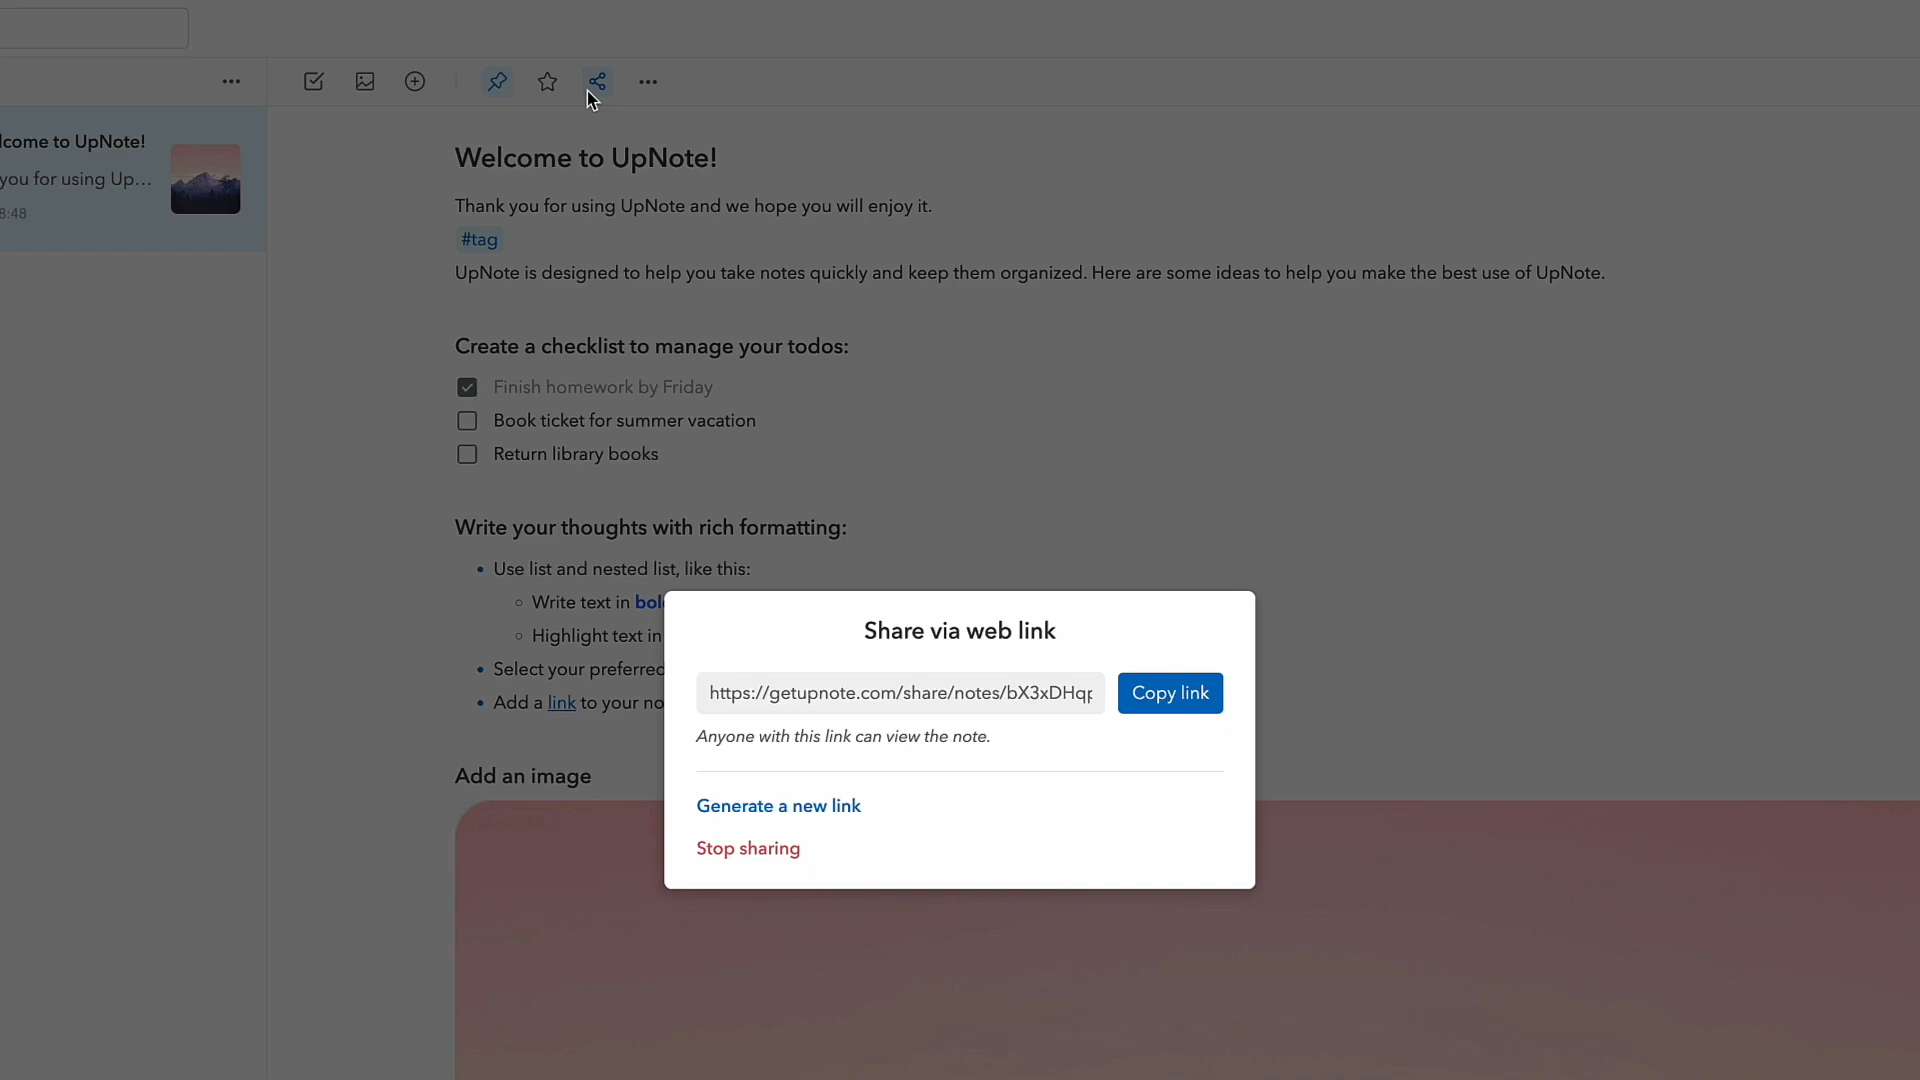 lcome to UpNote!
you for using Up...
8:48
Welcome to UpNote!
Thank you for using UpNote and we hope you will enjoy it.
#tag
UpNote is designed to help you take notes quickly and keep them organized. Here are some ideas to help you make the best use of UpNote.
Create a checklist to manage your todos:
Finish homework by Friday
Book ticket for summer vacation
Return library books
Write your thoughts with rich formatting:
Use list and nested list, like this:
Write text in bol
Highlight text in
Select your preferred
Add a link to your no
Add an image
Share via web link
https://getupnote.com/share/notes/bX3xDHqp
Copy link
Anyone with this link can view the note.
Generate a new link
Stop sharing